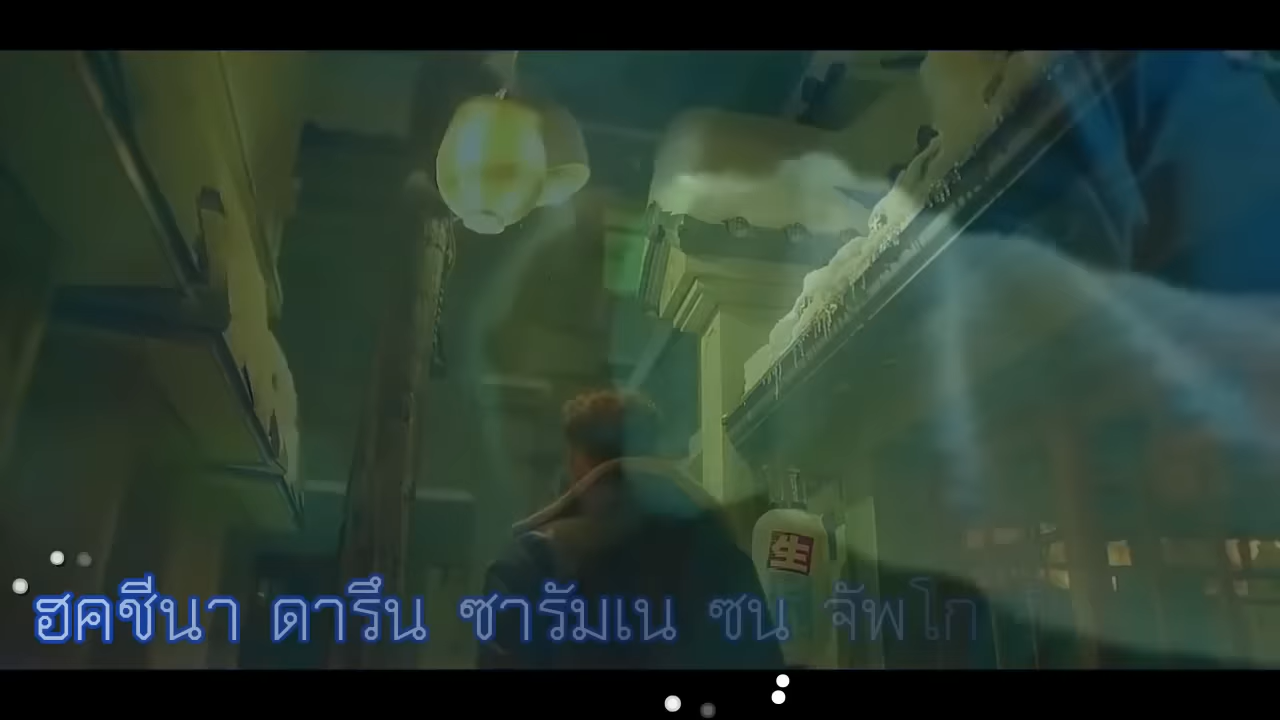 生
ฮคชีนา ดารึน ซารัมเน ซน จัพโก